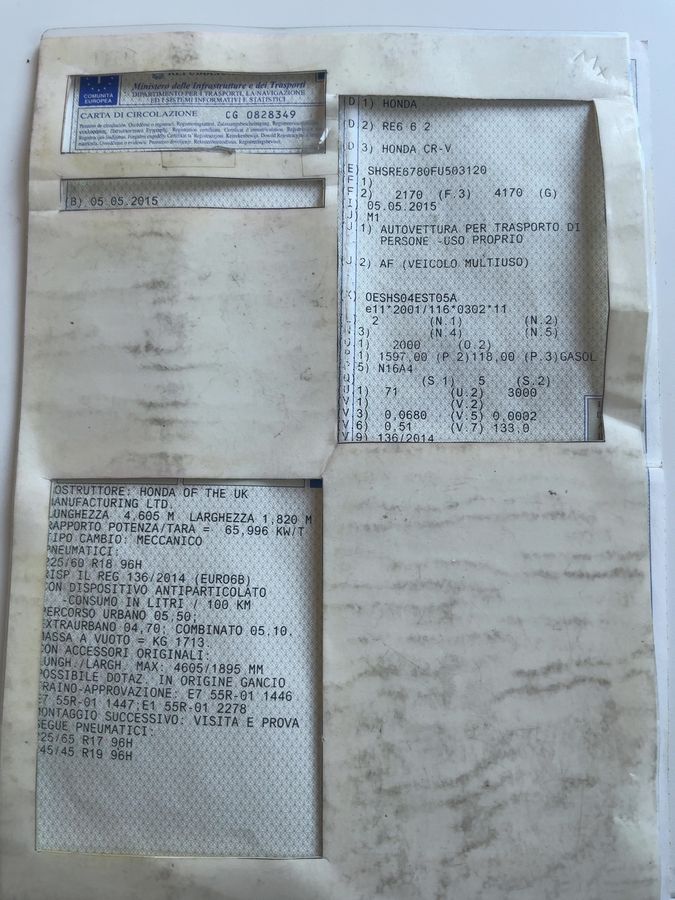 COMUNITÀ
EUROPEA
Ministero delle Infrastrutture e dei Trasporti
DIPARTIMENTO PER I TRASPORTI, LA NAVIGAZIONE
ED I SISTEMI INFORMATIVI E STATISTICI
CARTA DI CIRCOLAZIONE CG 0828349
B) 05.05.2015
D 1) HONDA
D 2) RE6 6 2
D 3) HONDA CR-V
E) SHSRE6780FU503120
F 1)
F 2) 2170 (F.3) 4170 (G)
I) 05.05.2015
J) M1
J 1) AUTOVETTURA PER TRASPORTO DI
PERSONE -USO PROPRIO
J 2) AF (VEICOLO MULTIUSO)
K) OESHS04EST05A
e11*2001/116*0302*11
L) 2 (N.1) (N.2)
3) (N.4) (N.5)
1) 2000 (O.2)
1) 1597,00 (P 2)118,00 (P.3)GASOL
5) N16A4
(S 1) 5 (S.2)
U.1) 71 (U.2) 3000
V.1) (V.2)
V.3) 0,0680 (V.5) 0,0002
V.6) 0,51 (V.7) 133.0
V.9) 136/2014
OSTRUTTORE: HONDA OF THE UK
ANUFACTURING LTD.
UNGHEZZA 4,605 M LARGHEZZA 1,820 M
RAPPORTO POTENZA/TARA = 65,996 KW/T
TIPO CAMBIO: MECCANICO
PNEUMATICI:
225/60 R18 96H
RISP IL REG 136/2014 (EURO6B)
ON DISPOSITIVO ANTIPARTICOLATO
CONSUMO IN LITRI / 100 KM
PERCORSO URBANO 05,50;
EXTRAURBANO 04,70; COMBINATO 05.10.
MASSA A VUOTO = KG 1713.
ON ACCESSORI ORIGINALI:
UNGH./LARGH. MAX: 4605/1895 MM
POSSIBILE DOTAZ. IN ORIGINE GANCIO
TRAINO-APPROVAZIONE: E7 55R-01 1446
E7 55R-01 1447;E1 55R-01 2278
MONTAGGIO SUCCESSIVO: VISITA E PROVA
SEGUE PNEUMATICI:
225/65 R17 96H
245/45 R19 96H